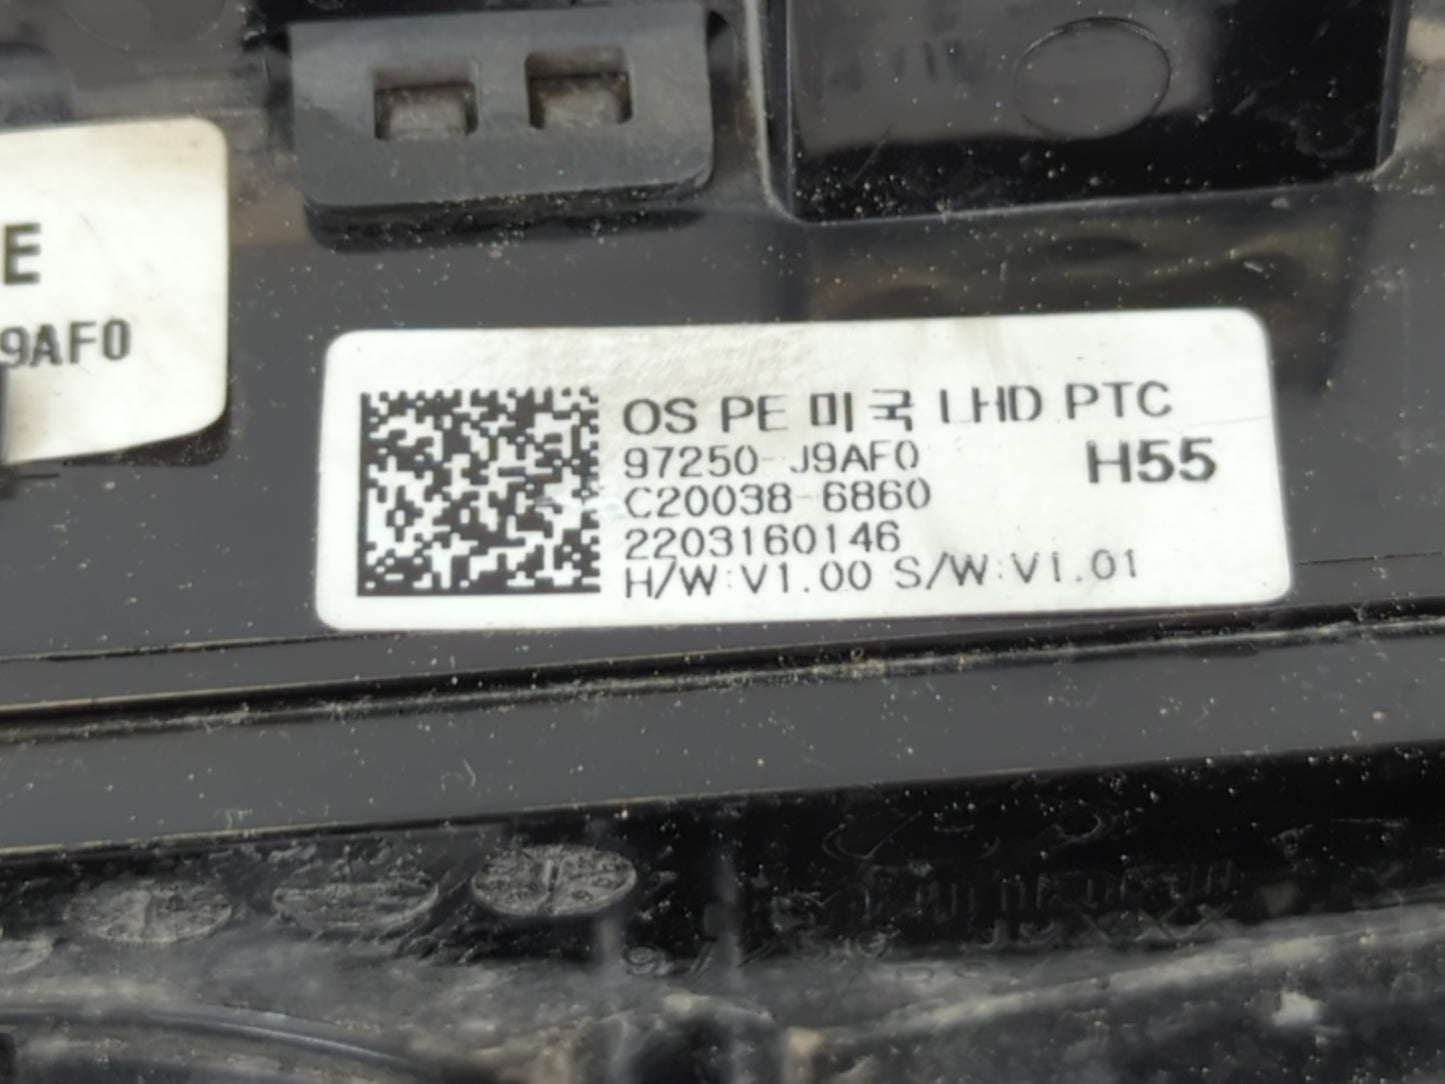 E
9AF0
OS PE 미국 LHD PTC
97250-J9AF0 H55
C20038-6860
2203160146
H/W:V1.00 S/W:V1.01